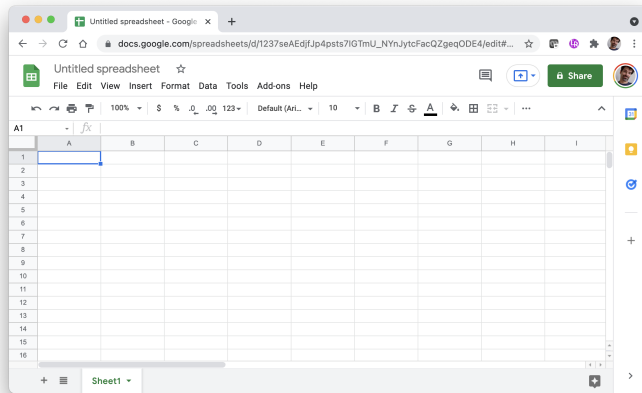 Untitled spreadsheet - Google
docs.google.com/spreadsheets/d/1237seAEdjfJp4psts7IGTmU_NYnJytcFacQZgeqODE4/edit#...
Untitled spreadsheet
File Edit View Insert Format Data Tools Add-ons Help
Share
100% $ % .0 .00 123 Default (Ari... 10 B I S A
A1 fx
A B C D E F G H I
1
2
3
4
5
6
7
8
9
10
11
12
13
14
15
16
Sheet1